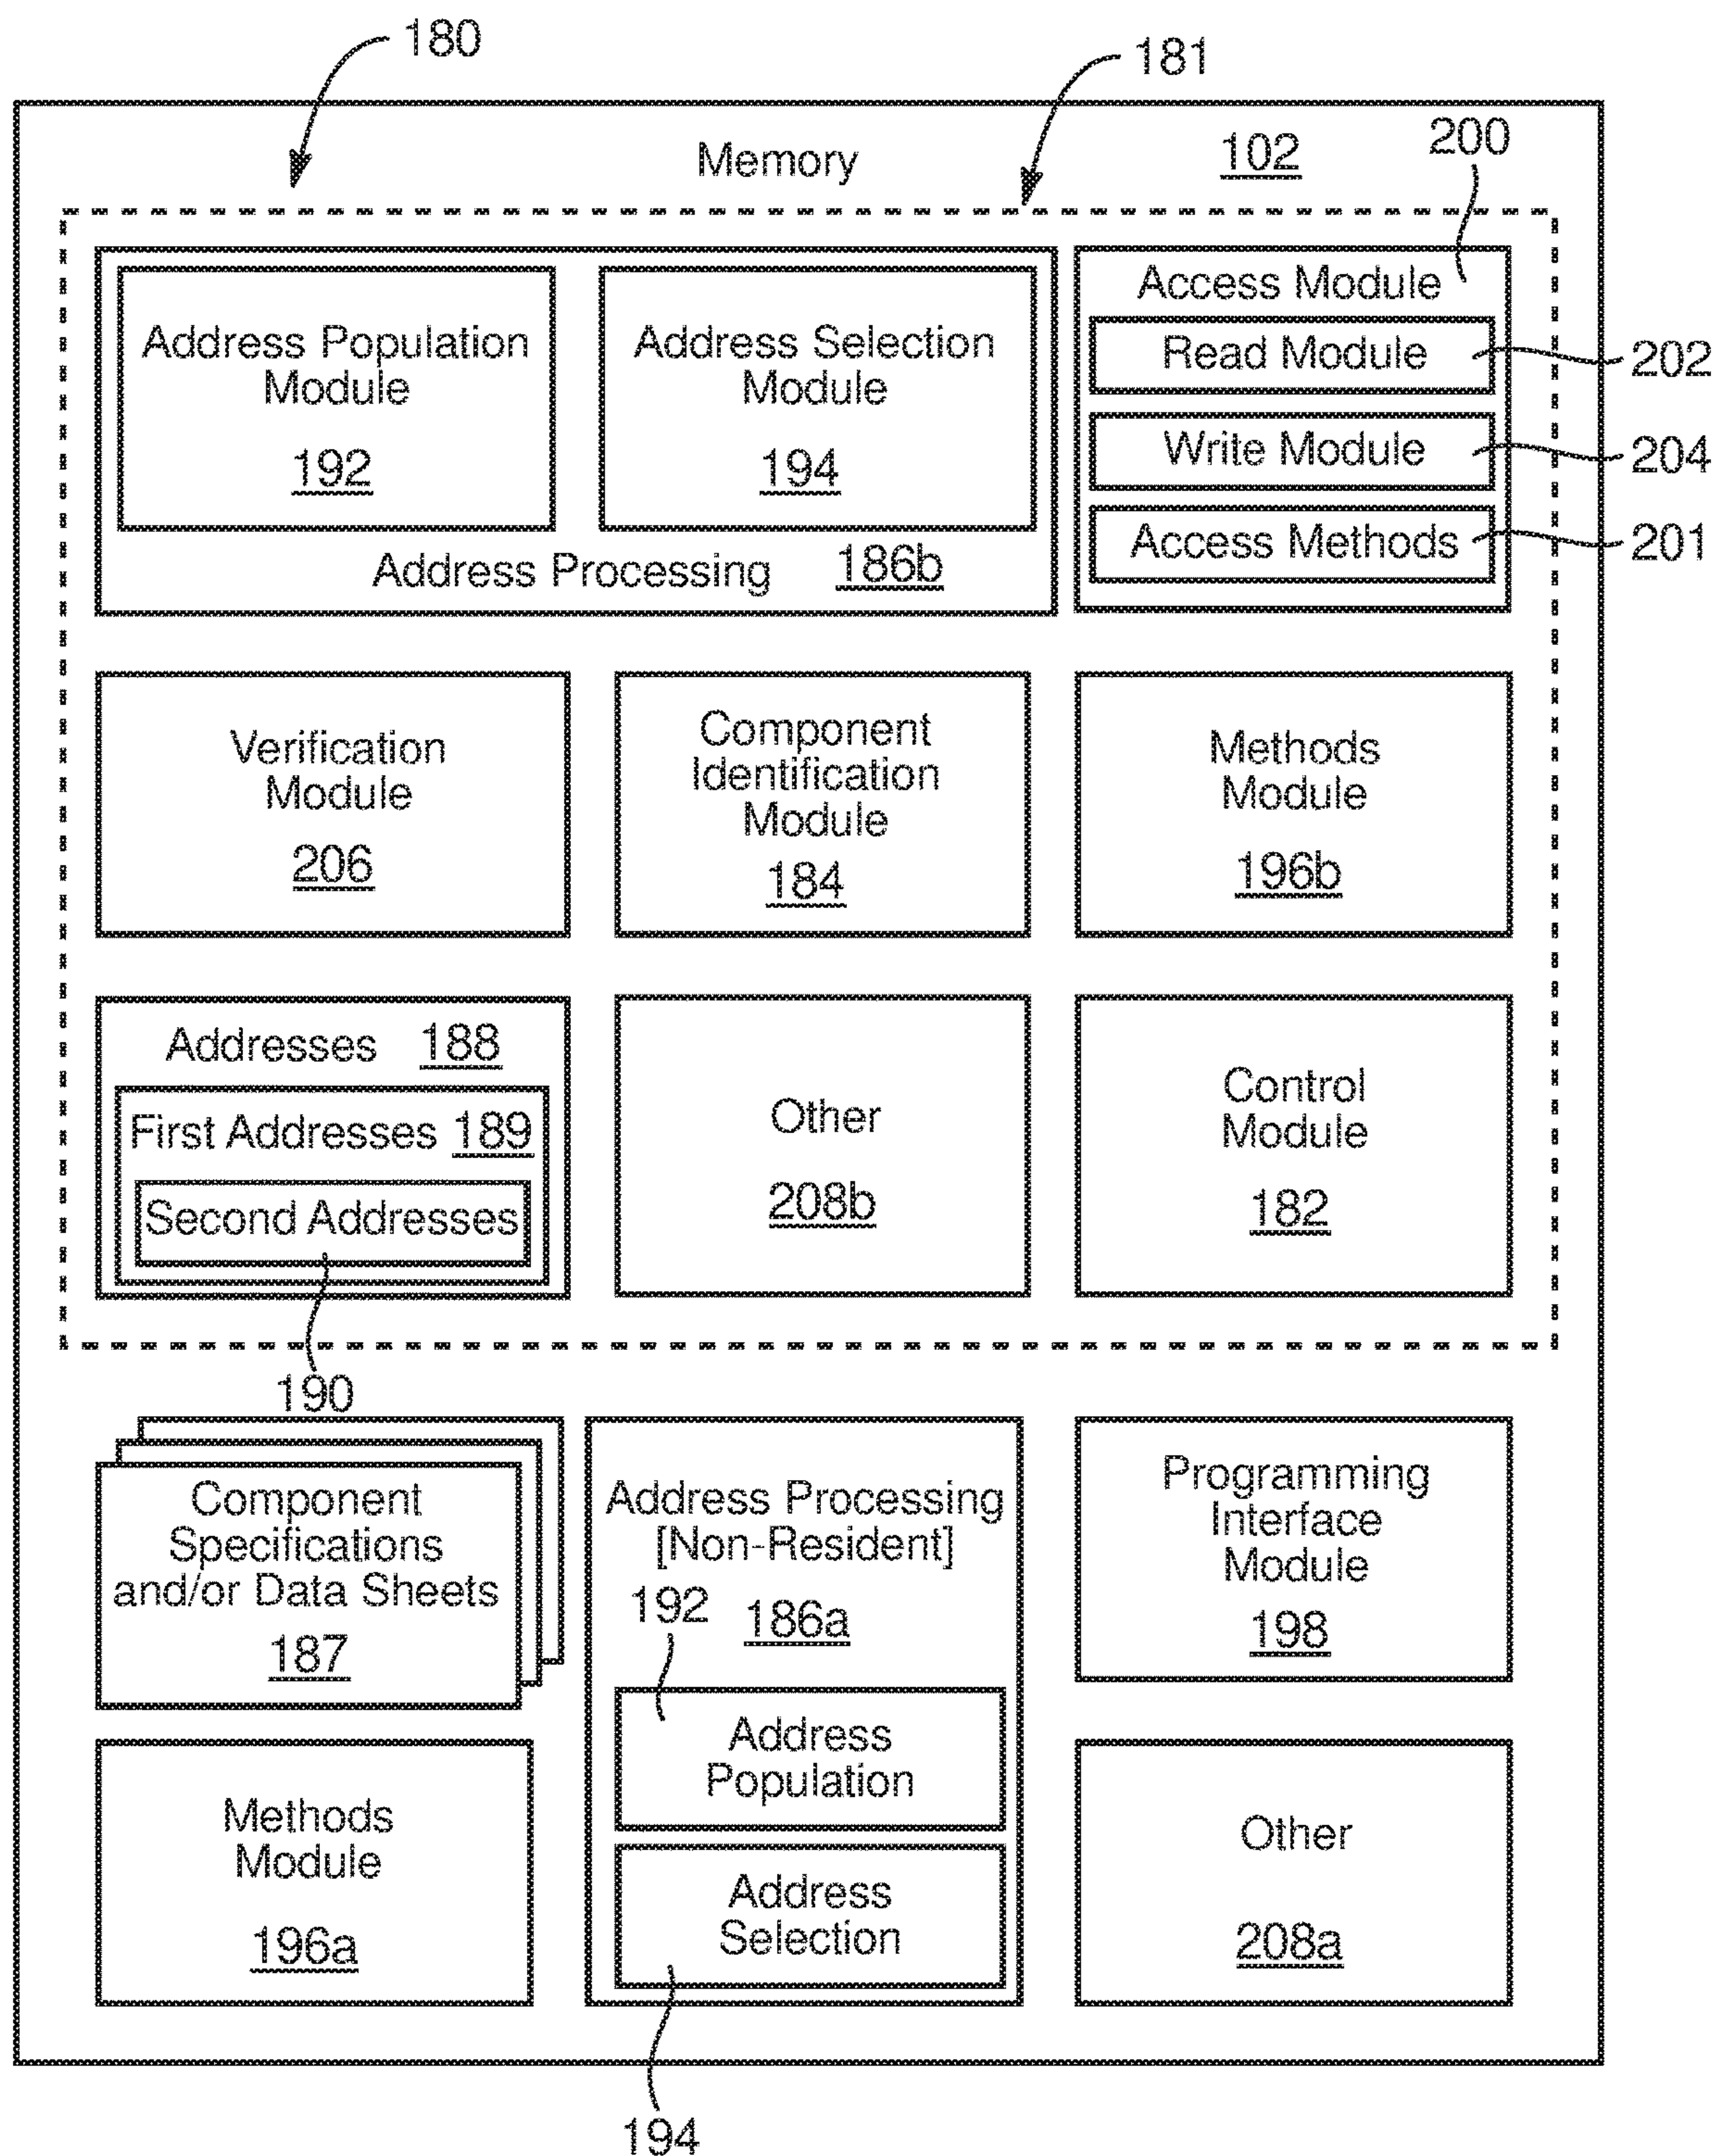 180
181
Memory
102
200
Address Population
Module
192
Address Selection
Module
194
Address Processing
186b
Access Module
Read Module
202
Write Module
204
Access Methods
201
Verification
Module
206
Component
Identification
Module
184
Methods
Module
196b
Addresses 188
First Addresses 189
Second Addresses
190
Other
208b
Control
Module
182
Component
Specifications
and/or Data Sheets
187
Address Processing
[Non-Resident]
192
186a
Address
Population
Address
Selection
194
Programming
Interface
Module
198
Methods
Module
196a
Other
208a